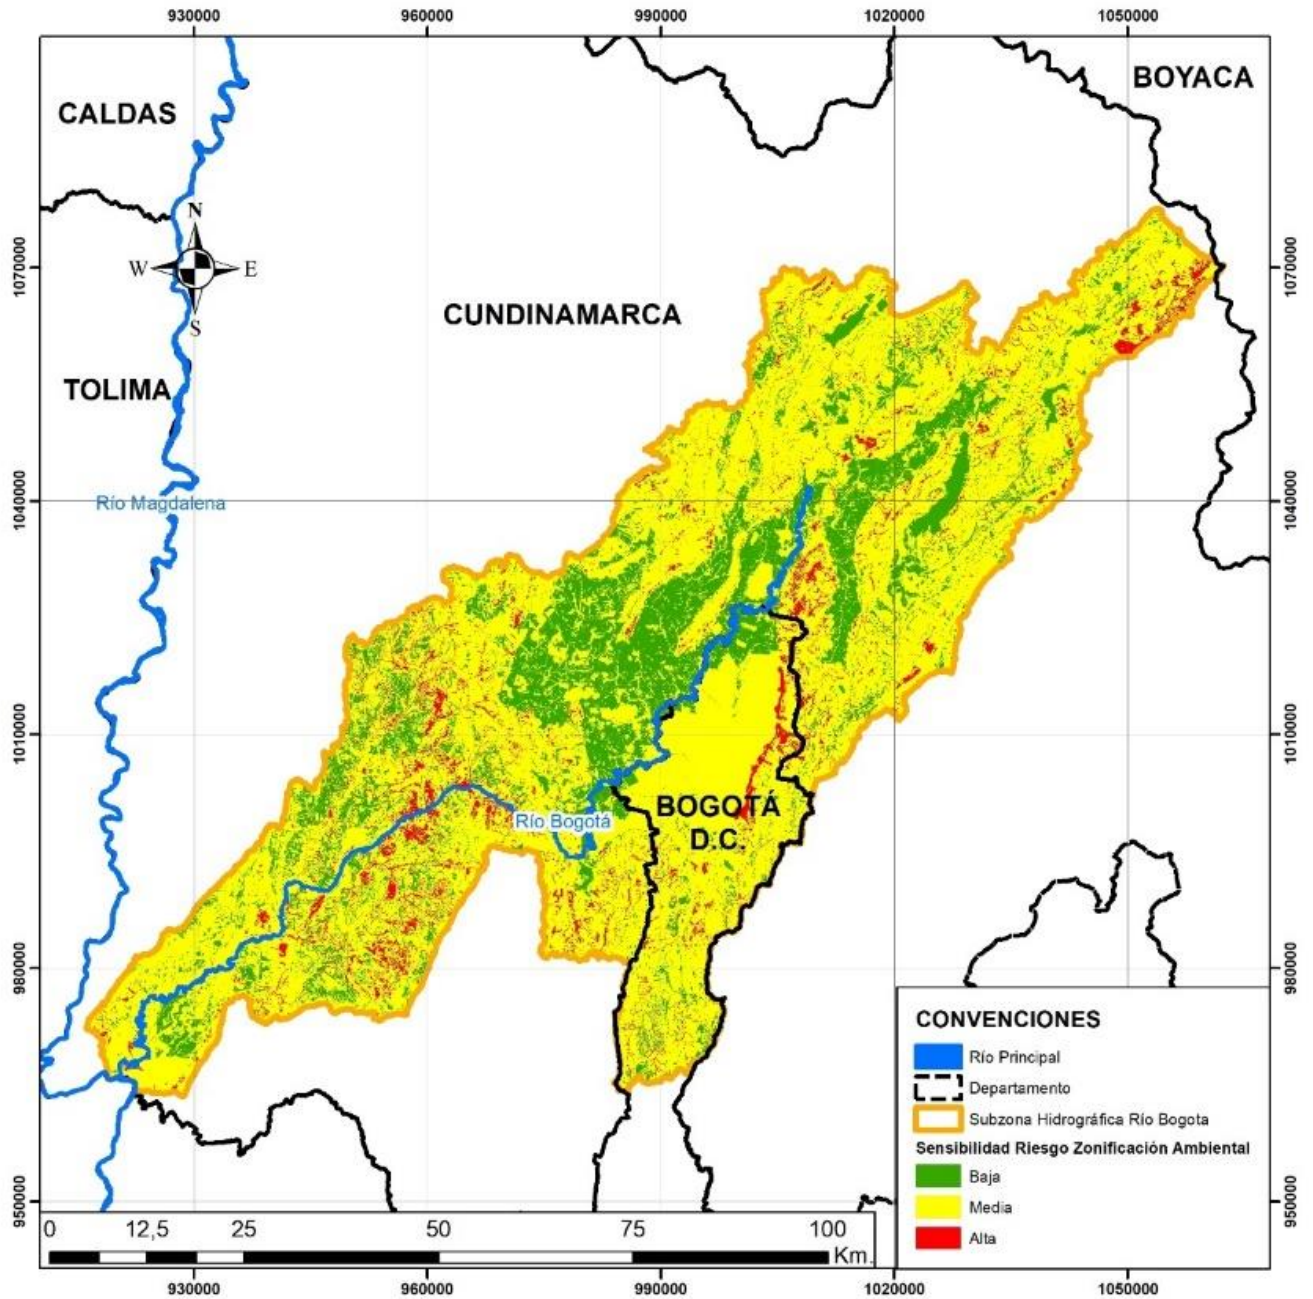 930000
960000
990000
1020000
1050000
BOYACA
CALDAS
N
W
E
S
1070000
1070000
CUNDINAMARCA
TOLIMA
Río Magdalena
1040000
1040000
1010000
1010000
BOGOTÁ
D.C.
Río Bogotá
980000
980000
CONVENCIONES
Río Principal
Departamento
Subzona Hidrográfica Río Bogota
Sensibilidad Riesgo Zonificación Ambiental
Baja
Media
Alta
950000
950000
0 12,5 25 50 75 100
Km.
930000
960000
990000
1020000
1050000